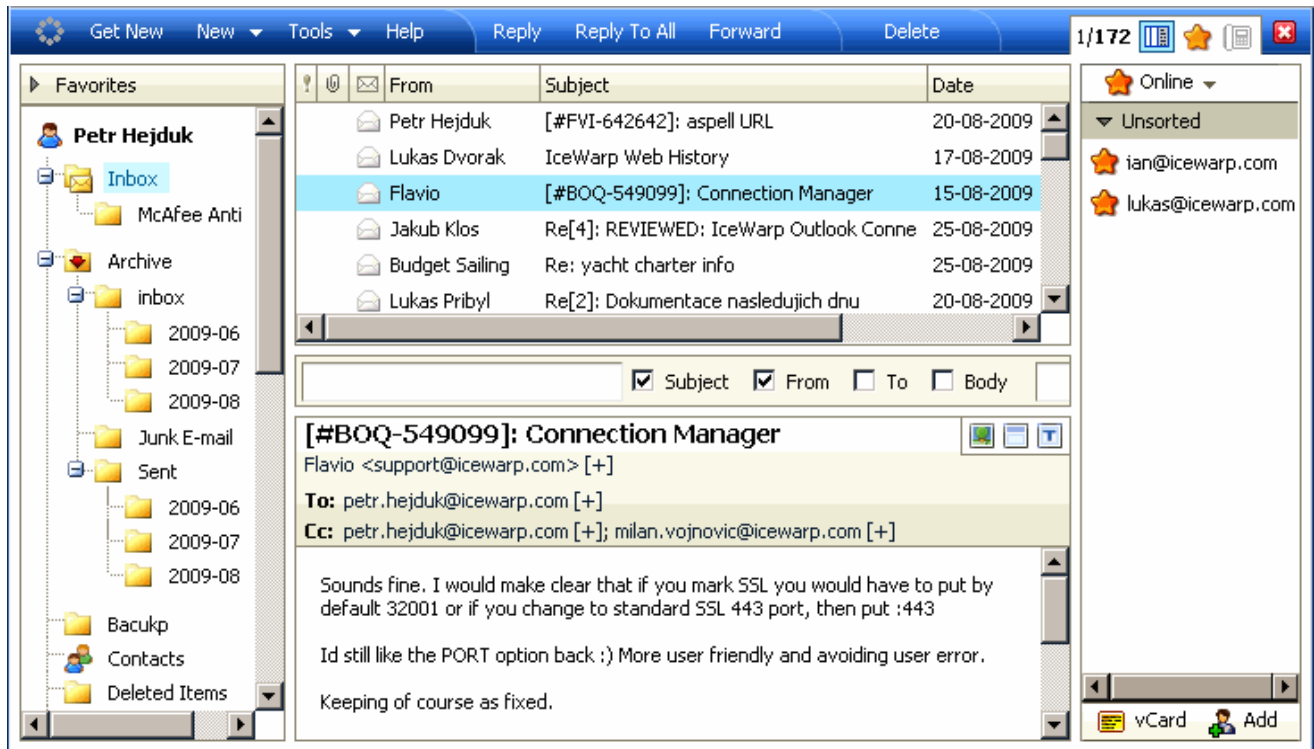 Get New New Tools Help Reply Reply To All Forward Delete 1/172
Favorites
Petr Hejduk
Inbox
McAfee Anti
Archive
inbox
2009-06
2009-07
2009-08
Junk E-mail
Sent
2009-06
2009-07
2009-08
Bacukp
Contacts
Deleted Items
From Subject Date
Petr Hejduk [#FVI-642642]: aspell URL 20-08-2009
Lukas Dvorak IceWarp Web History 17-08-2009
Flavio [#BOQ-549099]: Connection Manager 15-08-2009
Jakub Klos Re[4]: REVIEWED: IceWarp Outlook Conne 25-08-2009
Budget Sailing Re: yacht charter info 25-08-2009
Lukas Pribyl Re[2]: Dokumentace nasledujich dnu 20-08-2009
Subject From To Body
[#BOQ-549099]: Connection Manager
Flavio <support@icewarp.com> [+]
To: petr.hejduk@icewarp.com [+]
Cc: petr.hejduk@icewarp.com [+]; milan.vojnovic@icewarp.com [+]
Sounds fine. I would make clear that if you mark SSL you would have to put by
default 32001 or if you change to standard SSL 443 port, then put :443
Id still like the PORT option back :) More user friendly and avoiding user error.
Keeping of course as fixed.
Online
Unsorted
ian@icewarp.com
lukas@icewarp.com
vCard Add